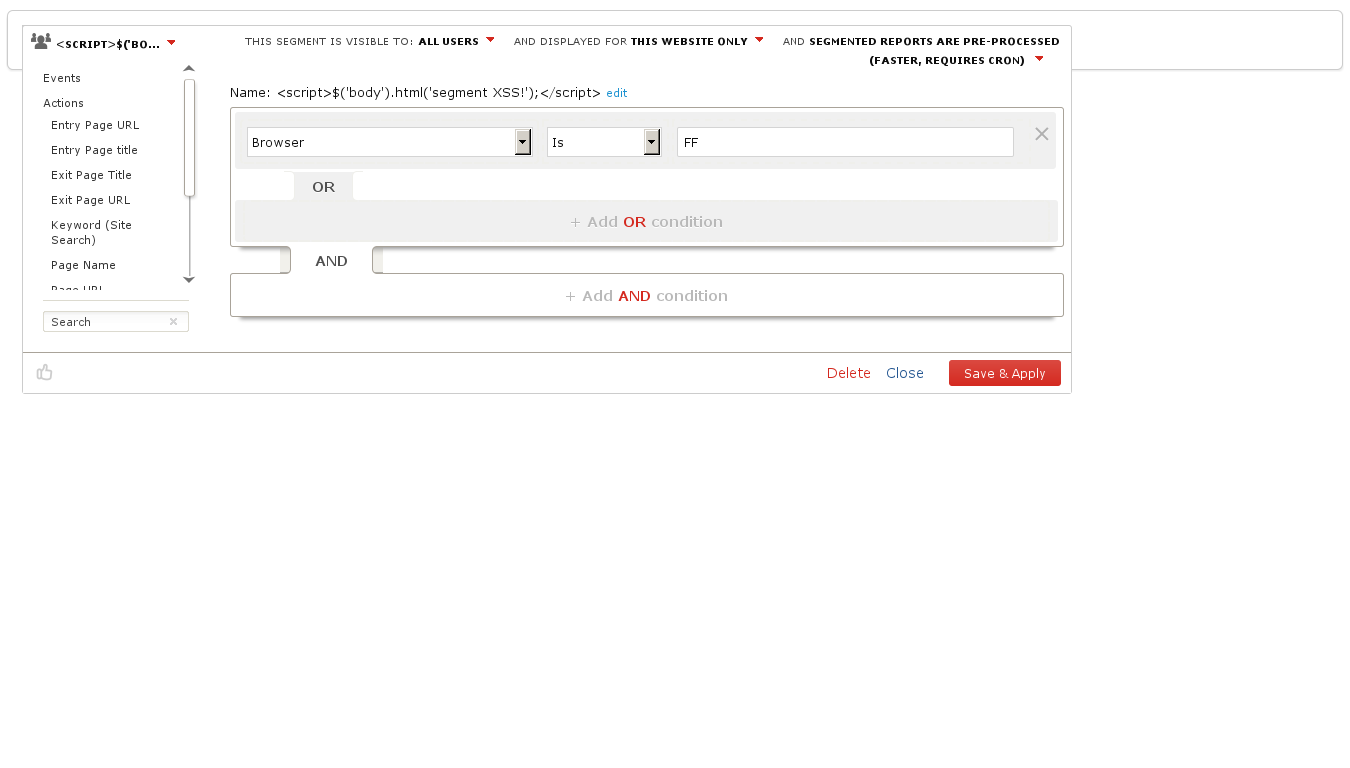 <SCRIPT>$('BO...
THIS SEGMENT IS VISIBLE TO: ALL USERS AND DISPLAYED FOR THIS WEBSITE ONLY AND SEGMENTED REPORTS ARE PRE-PROCESSED
(FASTER, REQUIRES CRON)
Events
Actions
Entry Page URL
Entry Page title
Exit Page Title
Exit Page URL
Keyword (Site
Search)
Page Name
Page URL
Search
Name: <script>$('body').html('segment XSS!');</script> edit
Browser Is FF
OR
+ Add OR condition
AND
+ Add AND condition
Delete Close Save & Apply